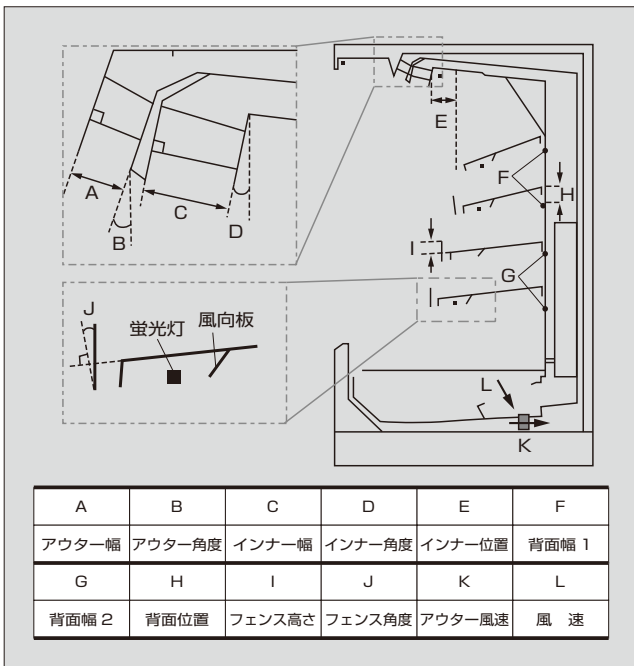 A
B
C
D
E
F
H
I
G
J
蛍光灯
風向板
L
K
A B C D E F
アウター幅 アウター角度 インナー幅 インナー角度 インナー位置 背面幅 1
G H I J K L
背面幅 2 背面位置 フェンス高さ フェンス角度 アウター風速 風 速